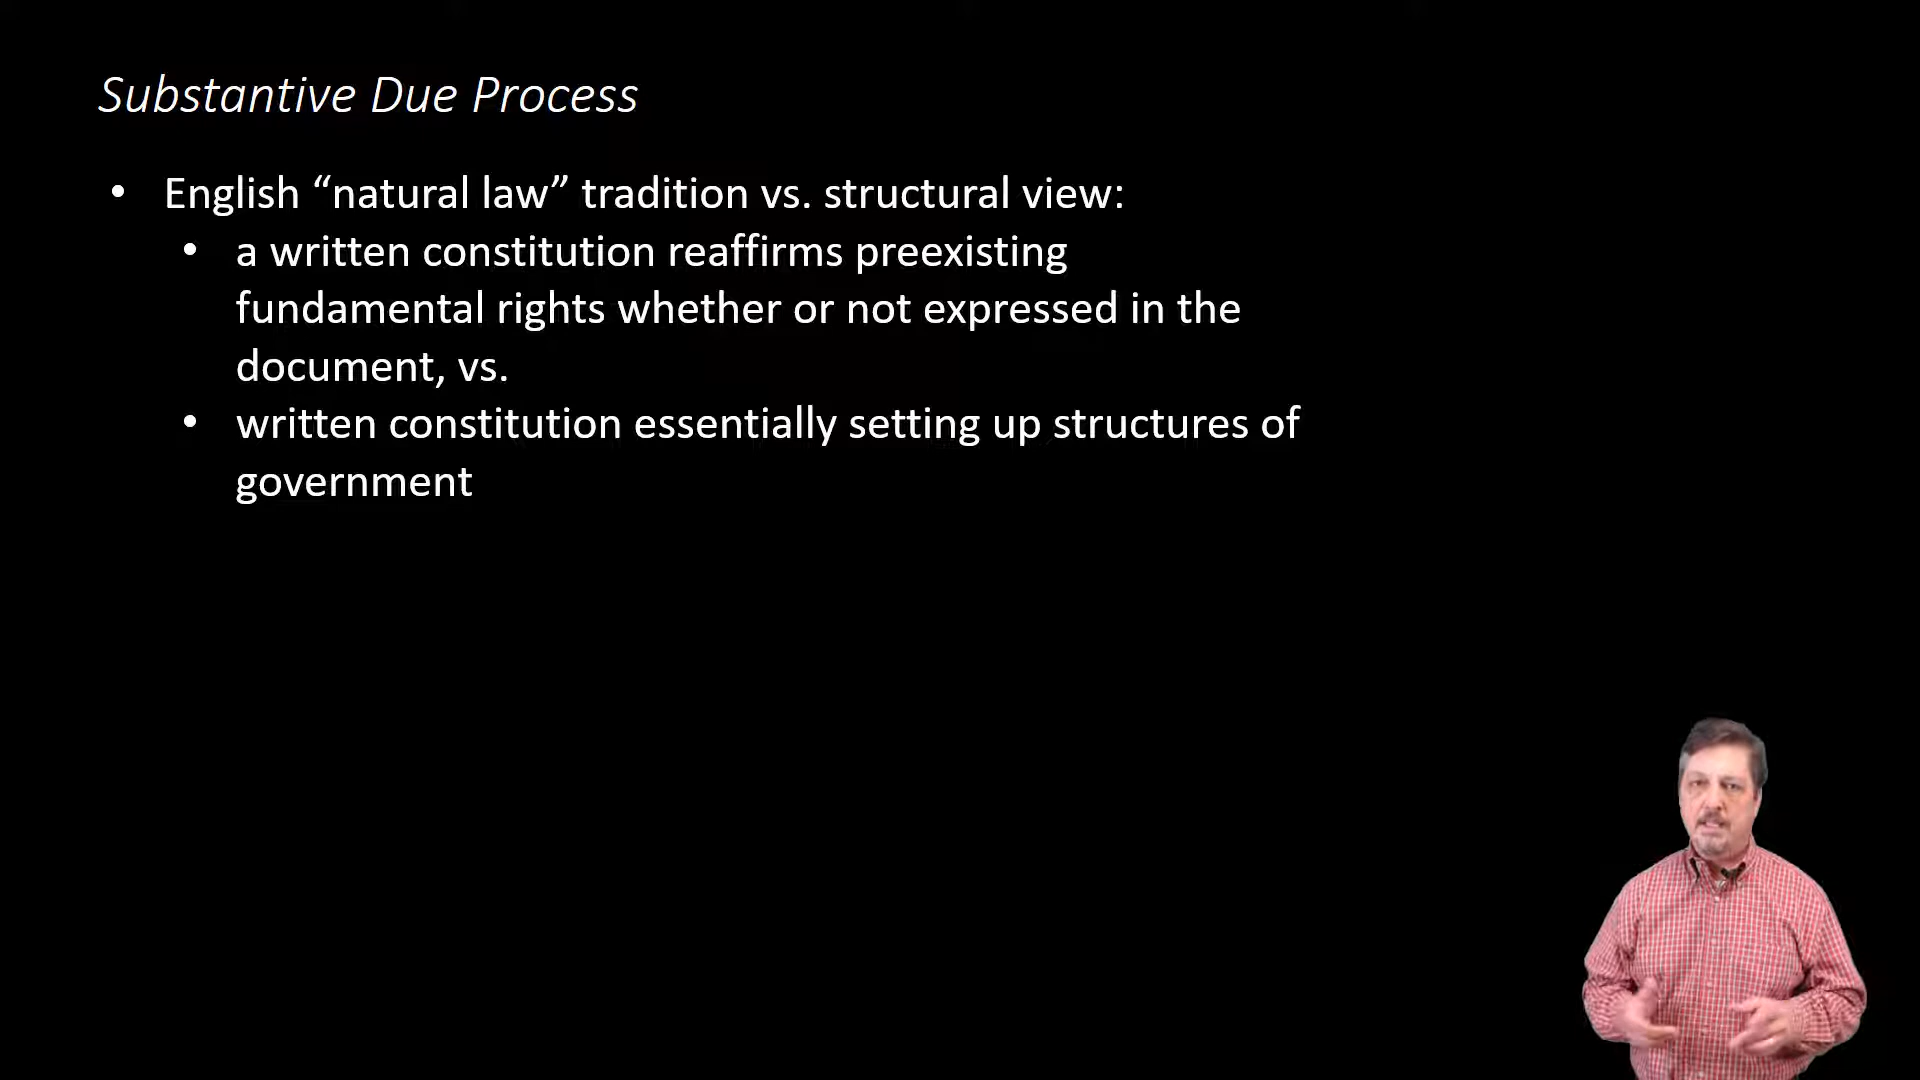 Substantive Due Process
• English “natural law” tradition vs. structural view:
• a written constitution reaffirms preexisting
fundamental rights whether or not expressed in the
document, vs.
• written constitution essentially setting up structures of
government